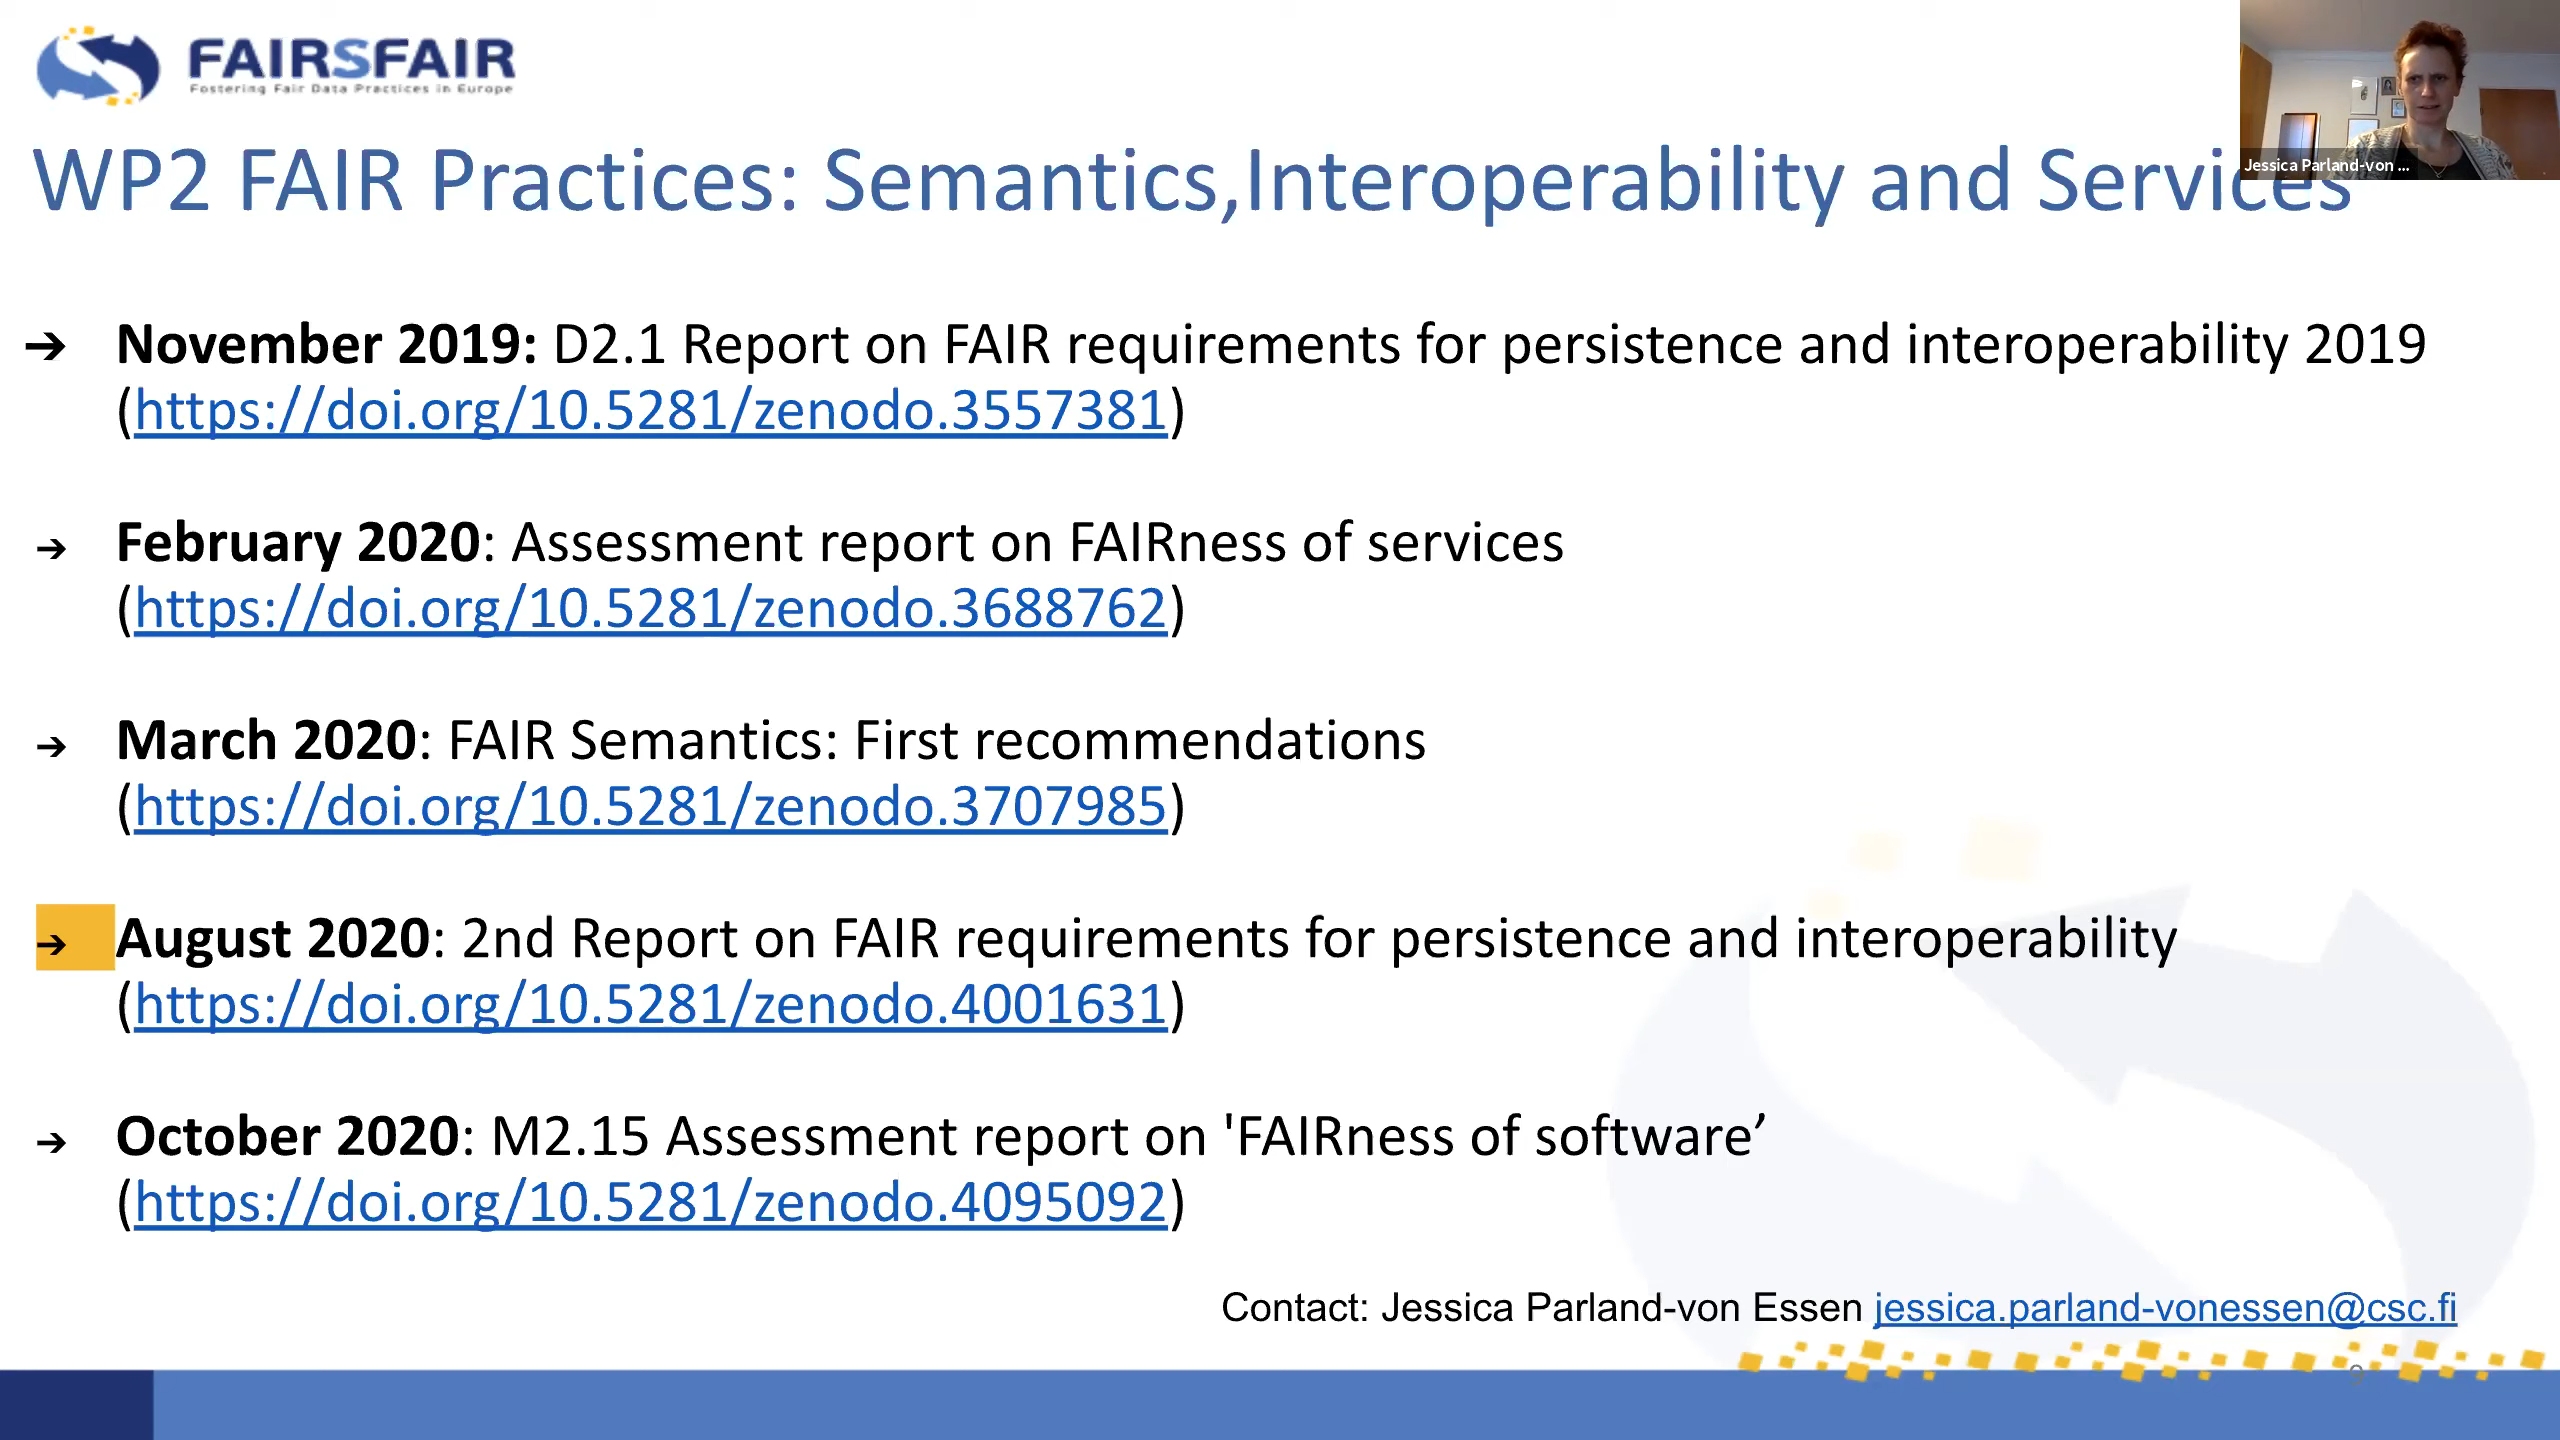 FAIRSFAIR
Fostering Fair Data Practices in Europe
Jessica Parland-von ...
WP2 FAIR Practices: Semantics,Interoperability and Services
➔ November 2019: D2.1 Report on FAIR requirements for persistence and interoperability 2019
(https://doi.org/10.5281/zenodo.3557381)
➔ February 2020: Assessment report on FAIRness of services
(https://doi.org/10.5281/zenodo.3688762)
➔ March 2020: FAIR Semantics: First recommendations
(https://doi.org/10.5281/zenodo.3707985)
➔ August 2020: 2nd Report on FAIR requirements for persistence and interoperability
(https://doi.org/10.5281/zenodo.4001631)
➔ October 2020: M2.15 Assessment report on 'FAIRness of software’
(https://doi.org/10.5281/zenodo.4095092)
Contact: Jessica Parland-von Essen jessica.parland-vonessen@csc.fi
9